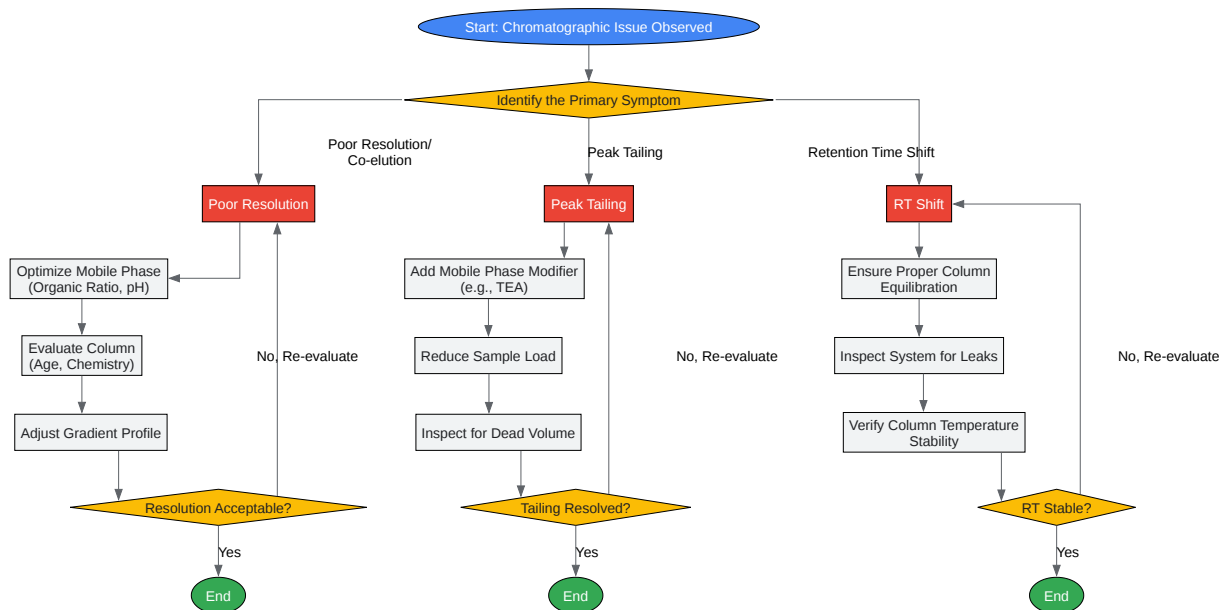 Start: Chromatographic Issue Observed
Identify the Primary Symptom
Poor Resolution/
Co-elution
Peak Tailing
Retention Time Shift
Poor Resolution
Peak Tailing
RT Shift
Optimize Mobile Phase
(Organic Ratio, pH)
Add Mobile Phase Modifier
(e.g., TEA)
Ensure Proper Column
Equilibration
Evaluate Column
(Age, Chemistry)
No, Re-evaluate
Reduce Sample Load
No, Re-evaluate
Inspect System for Leaks
No, Re-evaluate
Adjust Gradient Profile
Inspect for Dead Volume
Verify Column Temperature
Stability
Resolution Acceptable?
Tailing Resolved?
RT Stable?
Yes
Yes
Yes
End
End
End